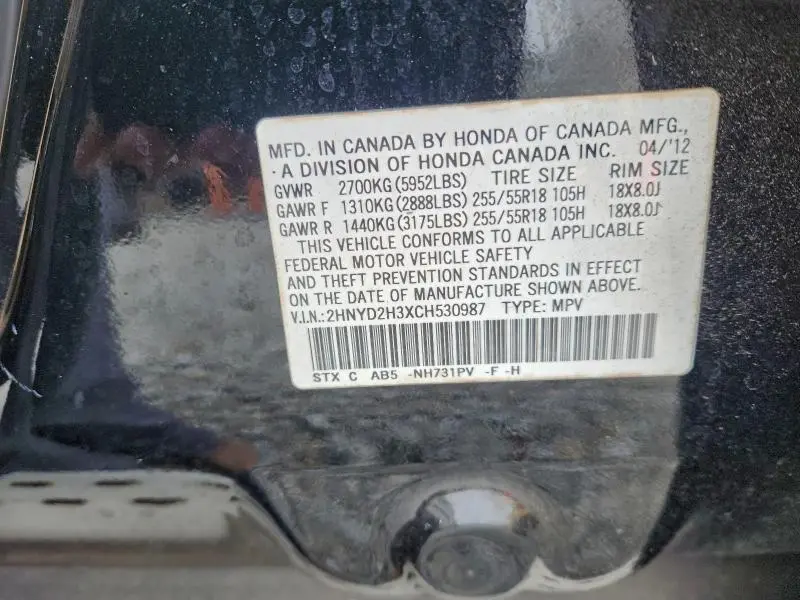 MFD. IN CANADA BY HONDA OF CANADA MFG.,
·A DIVISION OF HONDA CANADA INC. 04/'12
GVWR 2700KG(5952LBS) TIRE SIZE RIM SIZE
GAWR F 1310KG(2888LBS) 255/55R18 105H 18X8.0J
GAWR R 1440KG(3175LBS) 255/55R18 105H 18X8.0J
THIS VEHICLE CONFORMS TO ALL APPLICABLE
FEDERAL MOTOR VEHICLE SAFETY
AND THEFT PREVENTION STANDARDS IN EFFECT
ON THE DATE OF MANUFACTURE SHOWN ABOVE.
V.I.N.:2HNYD2H3XCH530987 TYPE: MPV
STX C AB5 -NH731PV -F -H